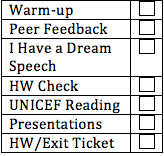 Warm-up
Peer Feedback
I Have a Dream
Speech
HW Check
UNICEF Reading
Presentations
HW/Exit Ticket